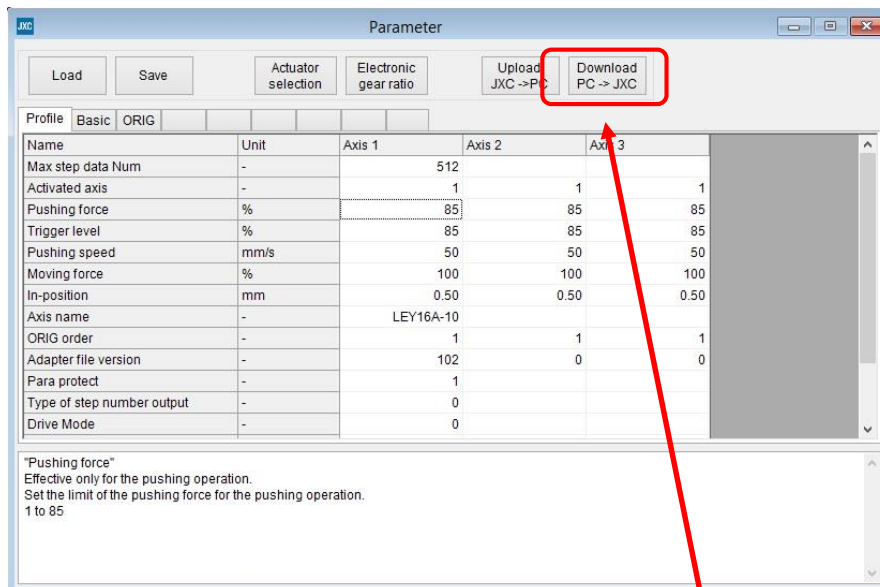 JXC Parameter
Load Save Actuator selection Electronic gear ratio Upload JXC ->PC Download PC -> JXC
Profile Basic ORIG
Name Unit Axis 1 Axis 2 Axis 3
Max step data Num - 512
Activated axis - 1 1 1
Pushing force % 85 85 85
Trigger level % 85 85 85
Pushing speed mm/s 50 50 50
Moving force % 100 100 100
In-position mm 0.50 0.50 0.50
Axis name - LEY16A-10
ORIG order - 1 1 1
Adapter file version - 102 0 0
Para protect - 1
Type of step number output - 0
Drive Mode - 0
"Pushing force"
Effective only for the pushing operation.
Set the limit of the pushing force for the pushing operation.
1 to 85